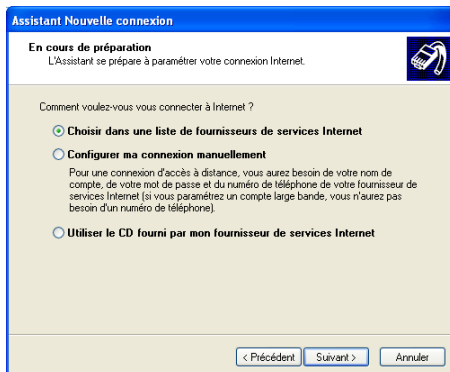 Assistant Nouvelle connexion
En cours de préparation
L'Assistant se prépare à paramétrer votre connexion Internet.
Comment voulez-vous vous connecter à Internet ?
Choisir dans une liste de fournisseurs de services Internet
Configurer ma connexion manuellement
Pour une connexion d'accès à distance, vous aurez besoin de votre nom de
compte, de votre mot de passe et du numéro de téléphone de votre fournisseur de
services Internet (si vous paramétrez un compte large bande, vous n'aurez pas
besoin d'un numéro de téléphone).
Utiliser le CD fourni par mon fournisseur de services Internet
< Précédent Suivant > Annuler